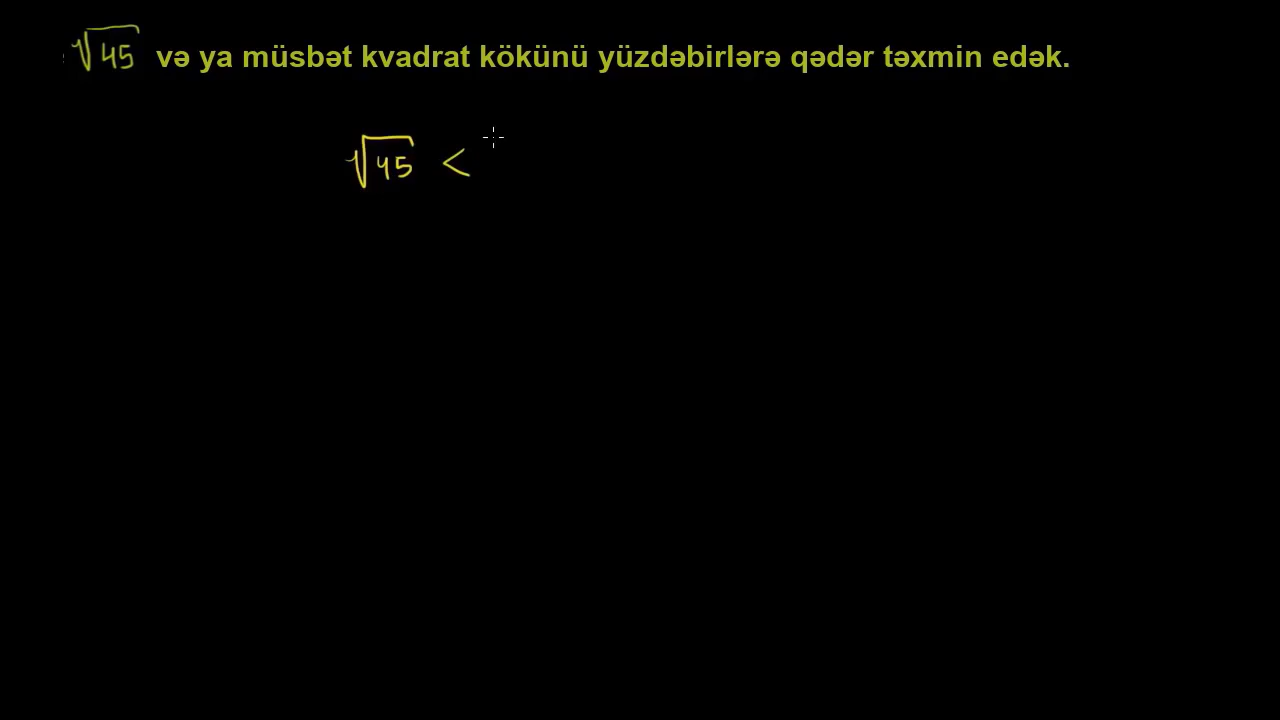 √45 və ya müsbət kvadrat kökünü yüzdəbirlərə qədər təxmin edək.
√45 <